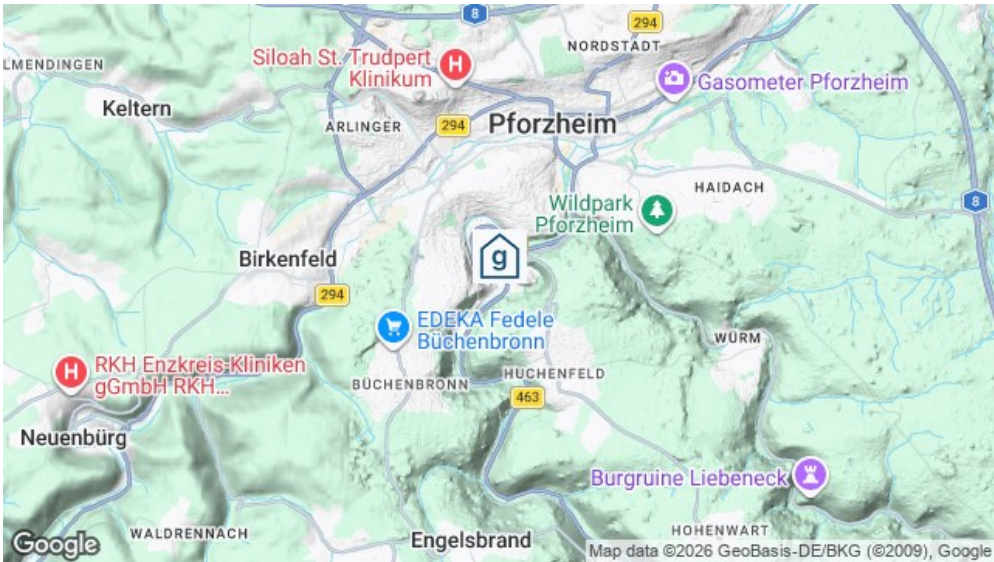 8
294
NORDSTADT
Siloah St. Trudpert
Klinikum
H
LMENDINGEN
Gasometer Pforzheim
Keltern
ARLINGER
294
Pforzheim
HAIDACH
8
Wildpark
Pforzheim
g
Birkenfeld
294
EDEKA Fedele
Büchenbronn
WÜRM
H
RKH Enzkreis-Kliniken
gGmbH RKH...
BÜCHENBRONN
HUCHENFELD
463
Neuenbürg
Burgruine Liebeneck
WALDRENNACH
Engelsbrand
HOHENWART
Google
Map data ©2026 GeoBasis-DE/BKG (©2009), Google